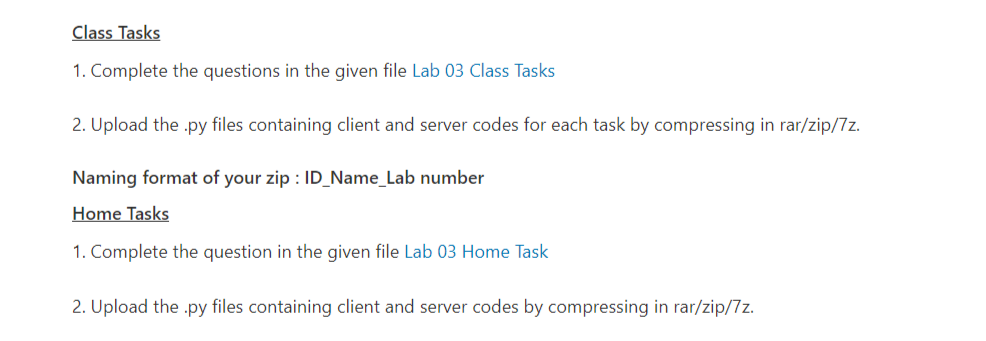 Class Tasks
1. Complete the questions in the given file Lab 03 Class Tasks
2. Upload the .py files containing client and server codes for each task by compressing in rar/zip/7z.
Naming format of your zip : ID_Name_Lab number
Home Tasks
1. Complete the question in the given file Lab 03 Home Task
2. Upload the .py files containing client and server codes by compressing in rar/zip/7z.